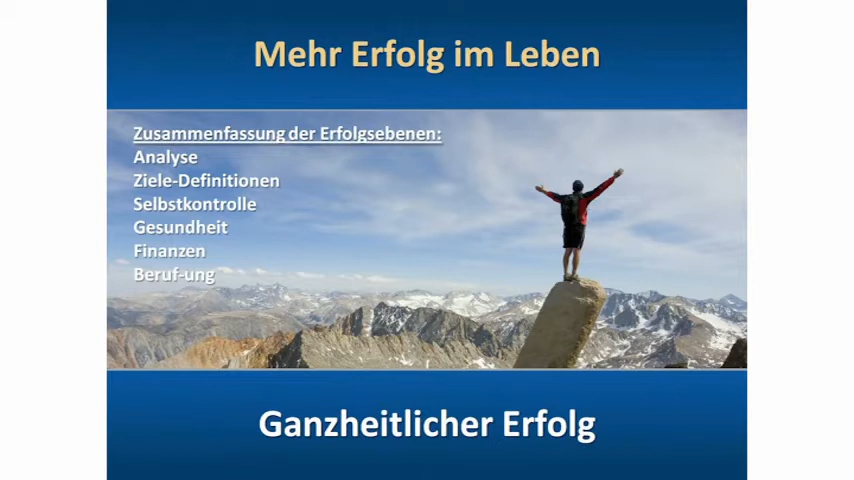 Mehr Erfolg im Leben
Zusammenfassung der Erfolgsebenen:
Analyse
Ziele-Definitionen
Selbstkontrolle
Gesundheit
Finanzen
Beruf-ung
Ganzheitlicher Erfolg